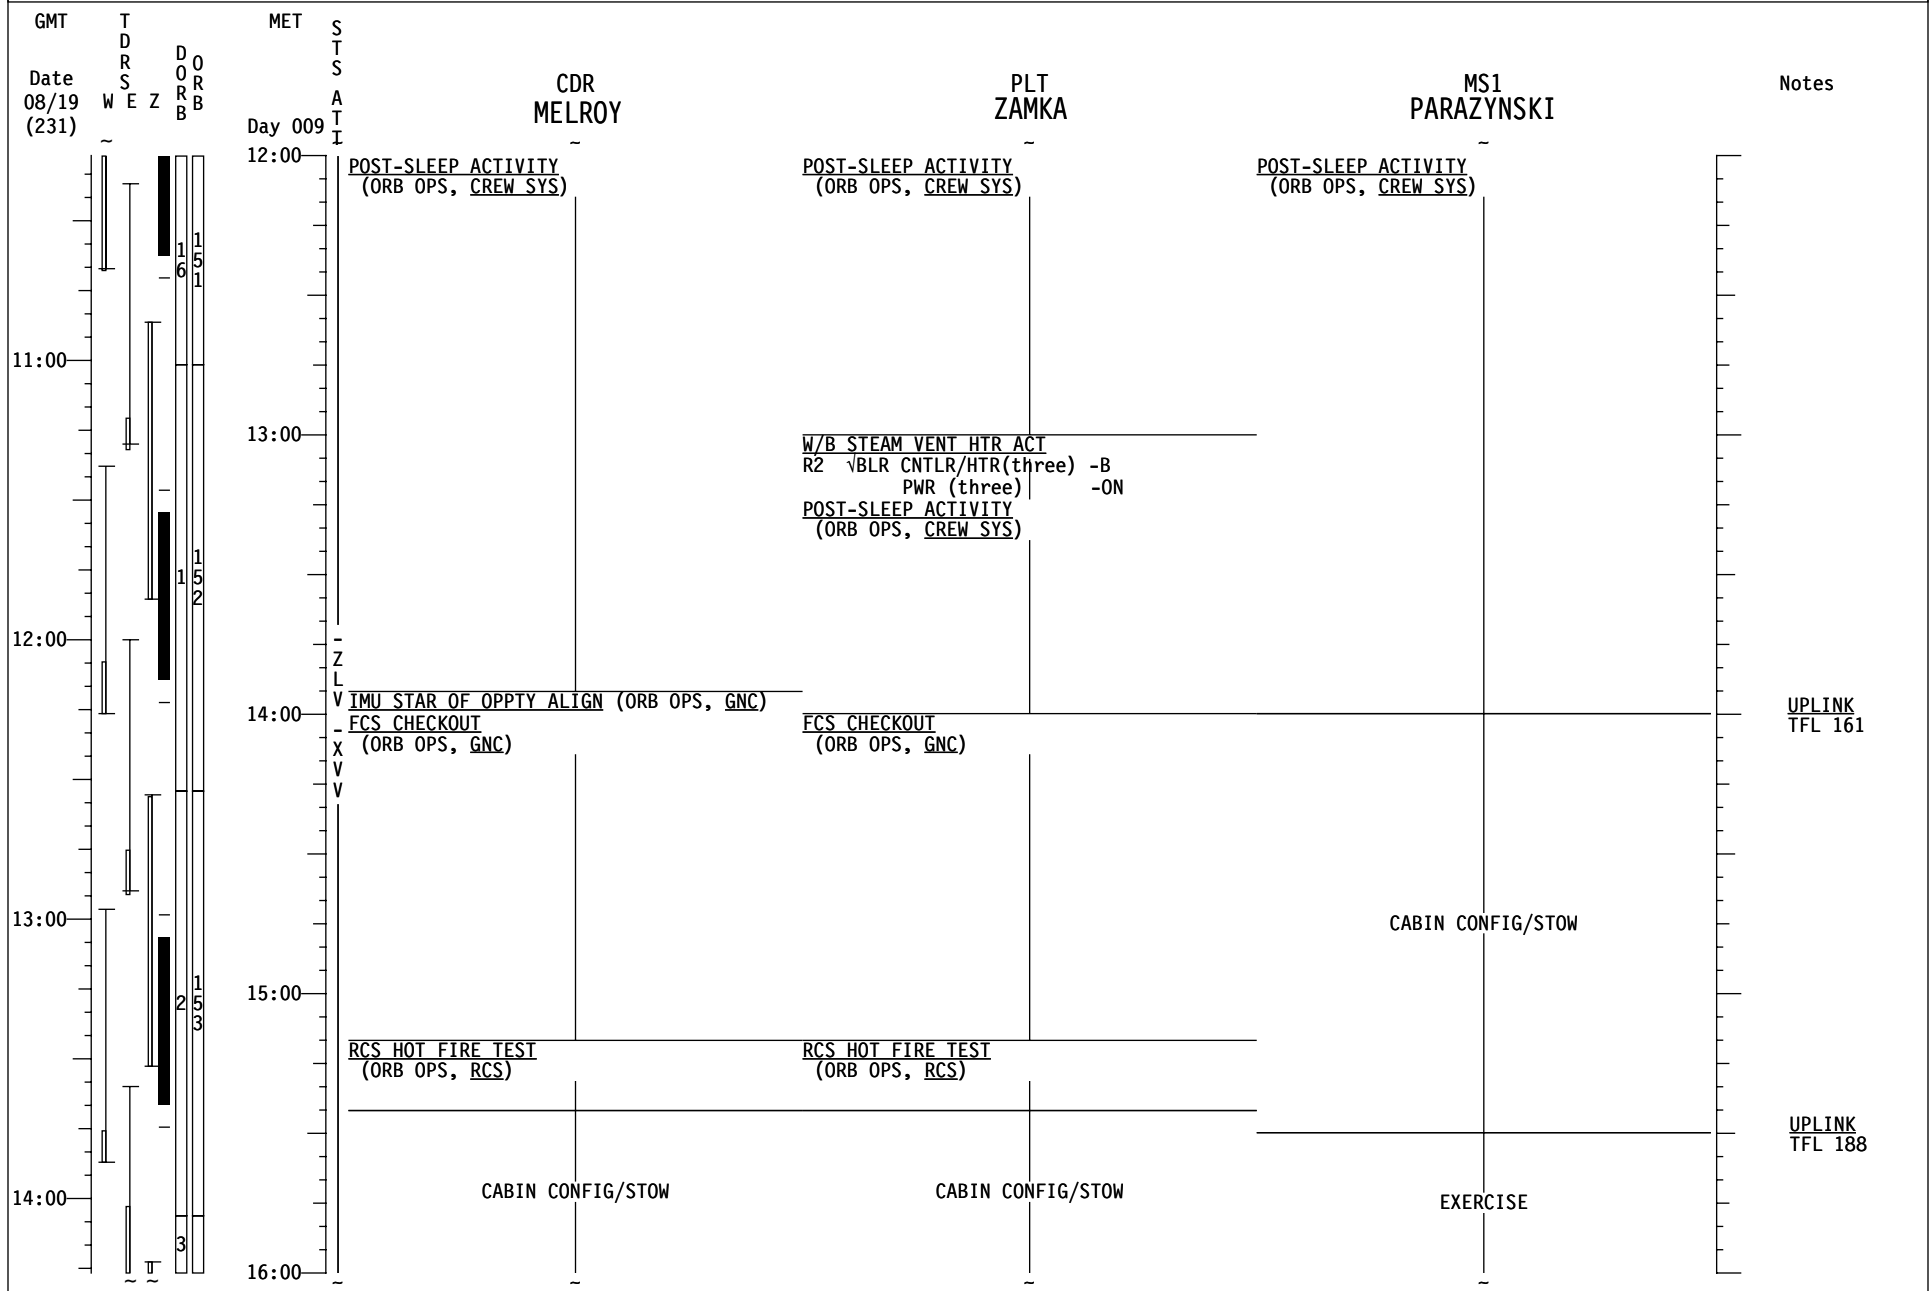 GMT
TDRS
MET
STS ATT
DORB
ORB
Date
08/19
(231)
W E Z
Day 009
CDR
MELROY
PLT
ZAMKA
MS1
PARAZYNSKI
Notes
~ ~ ~ ~
12:00
POST-SLEEP ACTIVITY
(ORB OPS, CREW SYS)
POST-SLEEP ACTIVITY
(ORB OPS, CREW SYS)
POST-SLEEP ACTIVITY
(ORB OPS, CREW SYS)
16
151
11:00
13:00
W/B STEAM VENT HTR ACT
R2 √BLR CNTLR/HTR(three) -B
PWR (three) -ON
POST-SLEEP ACTIVITY
(ORB OPS, CREW SYS)
1
152
12:00
-ZLV
-XVV
IMU STAR OF OPPTY ALIGN (ORB OPS, GNC)
14:00
FCS CHECKOUT
(ORB OPS, GNC)
FCS CHECKOUT
(ORB OPS, GNC)
UPLINK
TFL 161
13:00
CABIN CONFIG/STOW
2
153
15:00
RCS HOT FIRE TEST
(ORB OPS, RCS)
RCS HOT FIRE TEST
(ORB OPS, RCS)
UPLINK
TFL 188
14:00
CABIN CONFIG/STOW
CABIN CONFIG/STOW
EXERCISE
3
16:00
~ ~ ~ ~ ~ ~